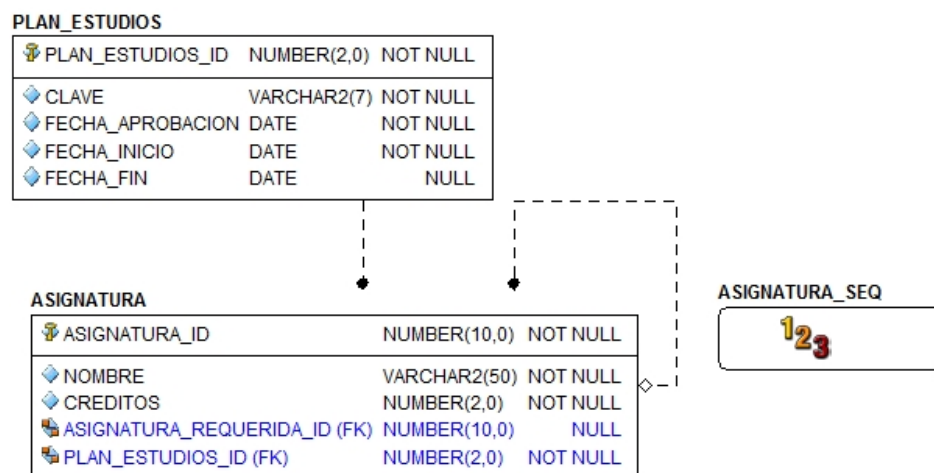 PLAN_ESTUDIOS
PLAN_ESTUDIOS_ID NUMBER(2,0) NOT NULL
CLAVE VARCHAR2(7) NOT NULL
FECHA_APROBACION DATE NOT NULL
FECHA_INICIO DATE NOT NULL
FECHA_FIN DATE NULL
ASIGNATURA
ASIGNATURA_ID NUMBER(10,0) NOT NULL
NOMBRE VARCHAR2(50) NOT NULL
CREDITOS NUMBER(2,0) NOT NULL
ASIGNATURA_REQUERIDA_ID (FK) NUMBER(10,0) NULL
PLAN_ESTUDIOS_ID (FK) NUMBER(2,0) NOT NULL
ASIGNATURA_SEQ
123